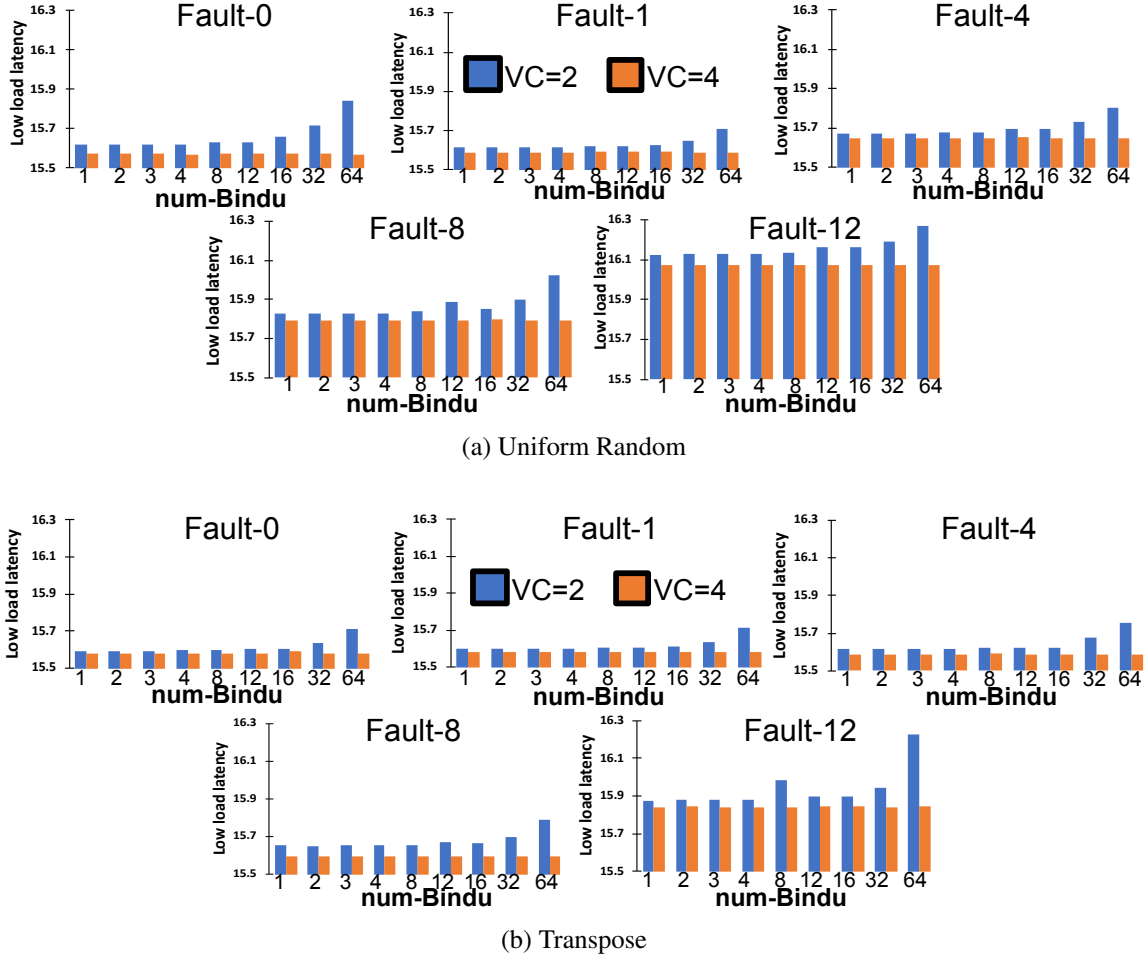 Fault-0
Low load latency
16.3
16.1
15.9
15.7
15.5
1 2 3 4 8 12 16 32 64
num-Bindu
Fault-1
Low load latency
16.3
16.1
15.9
15.7
15.5
VC=2 VC=4
1 2 3 4 8 12 16 32 64
num-Bindu
Fault-4
Low load latency
16.3
16.1
15.9
15.7
15.5
1 2 3 4 8 12 16 32 64
num-Bindu
Fault-8
Low load latency
16.3
16.1
15.9
15.7
15.5
1 2 3 4 8 12 16 32 64
num-Bindu
Fault-12
Low load latency
16.3
16.1
15.9
15.7
15.5
1 2 3 4 8 12 16 32 64
num-Bindu
(a) Uniform Random
Fault-0
Low load latency
16.3
16.1
15.9
15.7
15.5
1 2 3 4 8 12 16 32 64
num-Bindu
Fault-1
Low load latency
16.3
16.1
15.9
15.7
15.5
VC=2 VC=4
1 2 3 4 8 12 16 32 64
num-Bindu
Fault-4
Low load latency
16.3
16.1
15.9
15.7
15.5
1 2 3 4 8 12 16 32 64
num-Bindu
Fault-8
Low load latency
16.3
16.1
15.9
15.7
15.5
1 2 3 4 8 12 16 32 64
num-Bindu
Fault-12
Low load latency
16.3
16.1
15.9
15.7
15.5
1 2 3 4 8 12 16 32 64
num-Bindu
(b) Transpose